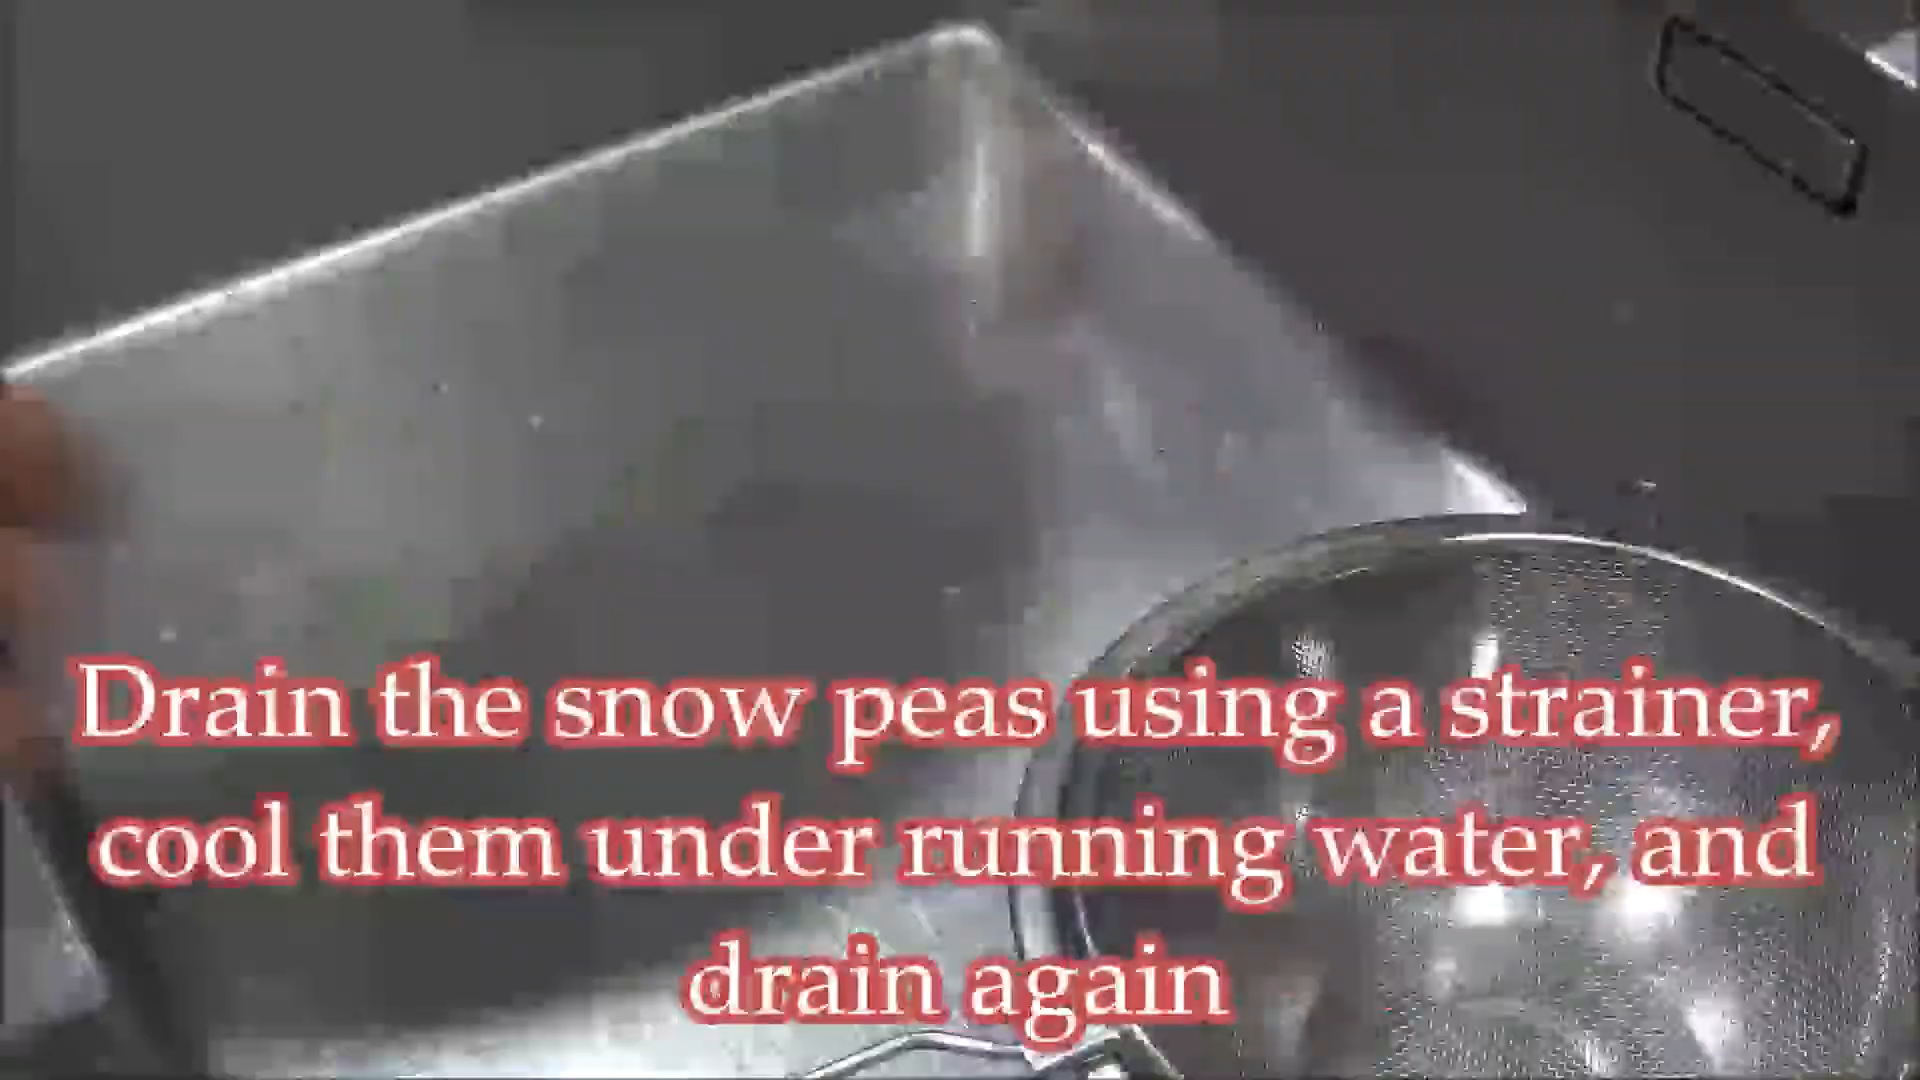 Drain the snow peas using a strainer,
cool them under running water, and
drain again